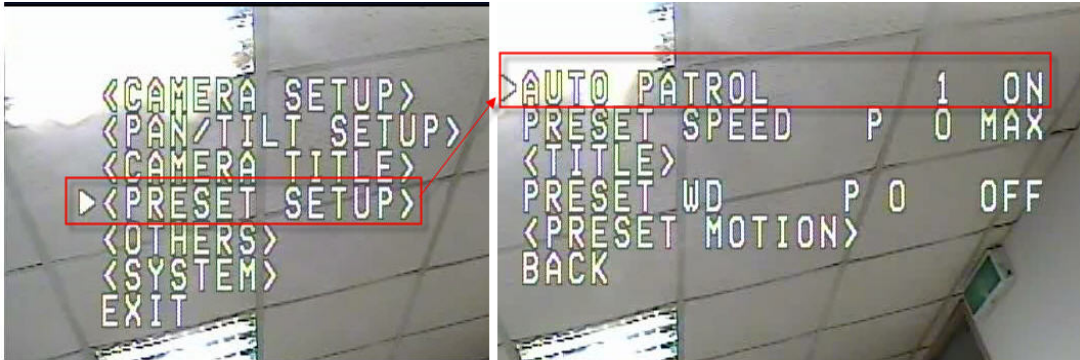 <CAMERA SETUP>
<PAN/TILT SETUP>
<CAMERA TITLE>
<PRESET SETUP>
<OTHERS>
<SYSTEM>
EXIT
AUTO PATROL 1 ON
PRESET SPEED P 0 MAX
<TITLE>
PRESET WD P 0 OFF
<PRESET MOTION>
BACK